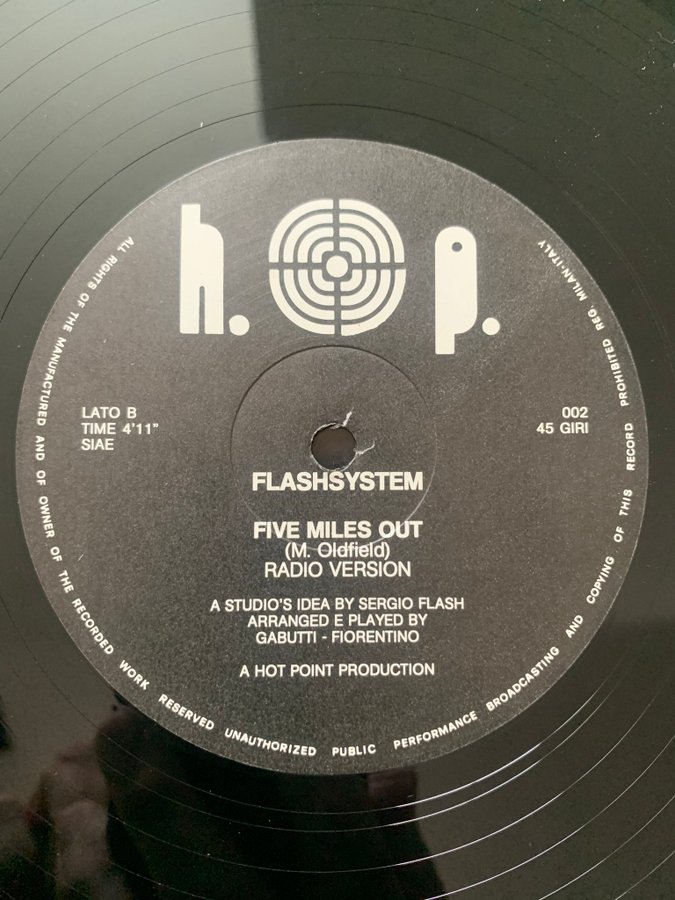 h.O p.
LATO B
TIME 4'11"
SIAE
002
45 GIRI
FLASHSYSTEM
FIVE MILES OUT
(M. Oldfield)
RADIO VERSION
A STUDIO'S IDEA BY SERGIO FLASH
ARRANGED E PLAYED BY
GABUTTI - FIORENTINO
A HOT POINT PRODUCTION
ALL RIGHTS OF THE MANUFACTURED AND OF OWNER OF THE RECORDED WORK RESERVED UNAUTHORIZED PUBLIC PERFORMANCE BROADCASTING AND COPYING OF THIS RECORD PROHIBITED REG. MILAN-ITALY